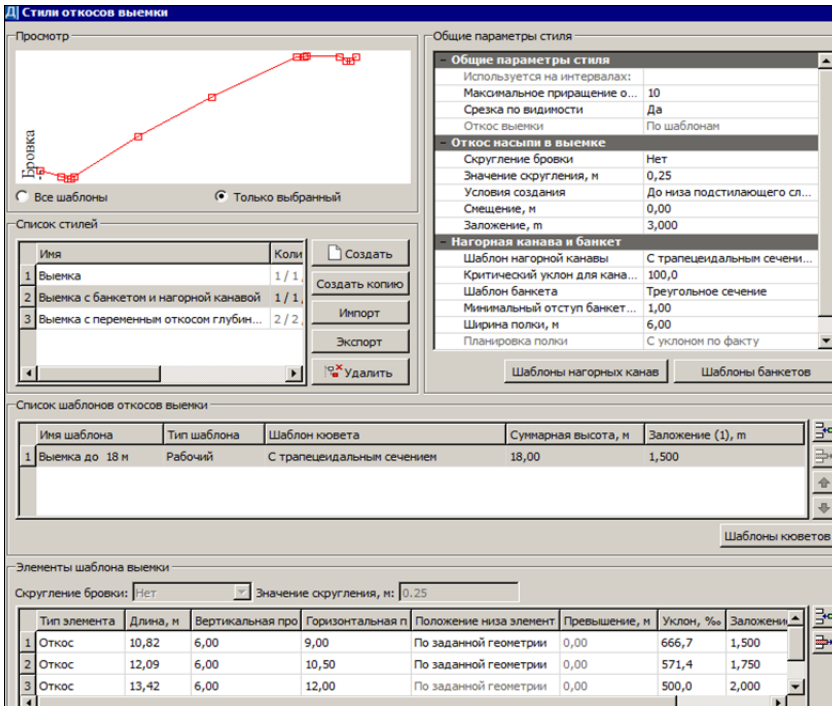 Стили откосов выемки
Просмотр
Бровка
Все шаблоны
Только выбранный
Общие параметры стиля
Общие параметры стиля
Используется на интервалах:
Максимальное приращение о... 10
Срезка по видимости Да
Откос выемки По шаблонам
Откос насыпи в выемке
Скругление бровки Нет
Значение скругления, м 0,25
Условия создания До низа подстилающего сл...
Смещение, м 0,00
Заложение, m 3,000
Нагорная канава и банкет
Шаблон нагорной канавы С трапецеидальным сечени...
Критический уклон для кана... 100,0
Шаблон банкета Треугольное сечение
Минимальный отступ банкет... 1,00
Ширина полки, м 6,00
Планировка полки С уклоном по факту
Шаблоны нагорных канав Шаблоны банкетов
Список стилей
Имя Коли
1 Выемка 1 / 1
2 Выемка с банкетом и нагорной канавой 1 / 1
3 Выемка с переменным откосом глубин... 2 / 2
Создать
Создать копию
Импорт
Экспорт
Удалить
Список шаблонов откосов выемки
Имя шаблона Тип шаблона Шаблон кювета Суммарная высота, м Заложение (1), m
1 Выемка до 18 м Рабочий С трапецеидальным сечением 18,00 1,500
Шаблоны кюветов
Элементы шаблона выемки
Скругление бровки: Нет Значение скругления, м: 0.25
Тип элемента Длина, м Вертикальная про Горизонтальная п Положение низа элемент Превышение, м Уклон, ‰ Заложени
1 Откос 10,82 6,00 9,00 По заданной геометрии 0,00 666,7 1,500
2 Откос 12,09 6,00 10,50 По заданной геометрии 0,00 571,4 1,750
3 Откос 13,42 6,00 12,00 По заданной геометрии 0,00 500,0 2,000